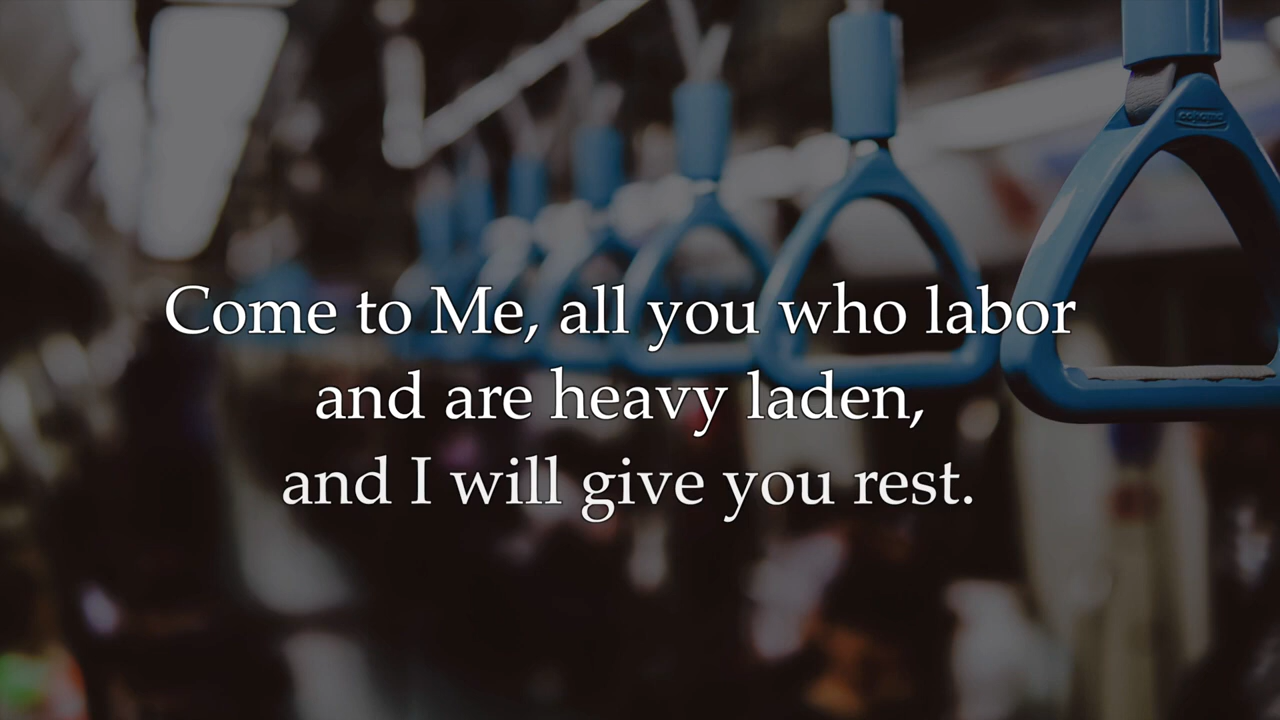 Come to Me, all you who labor
and are heavy laden,
and I will give you rest.